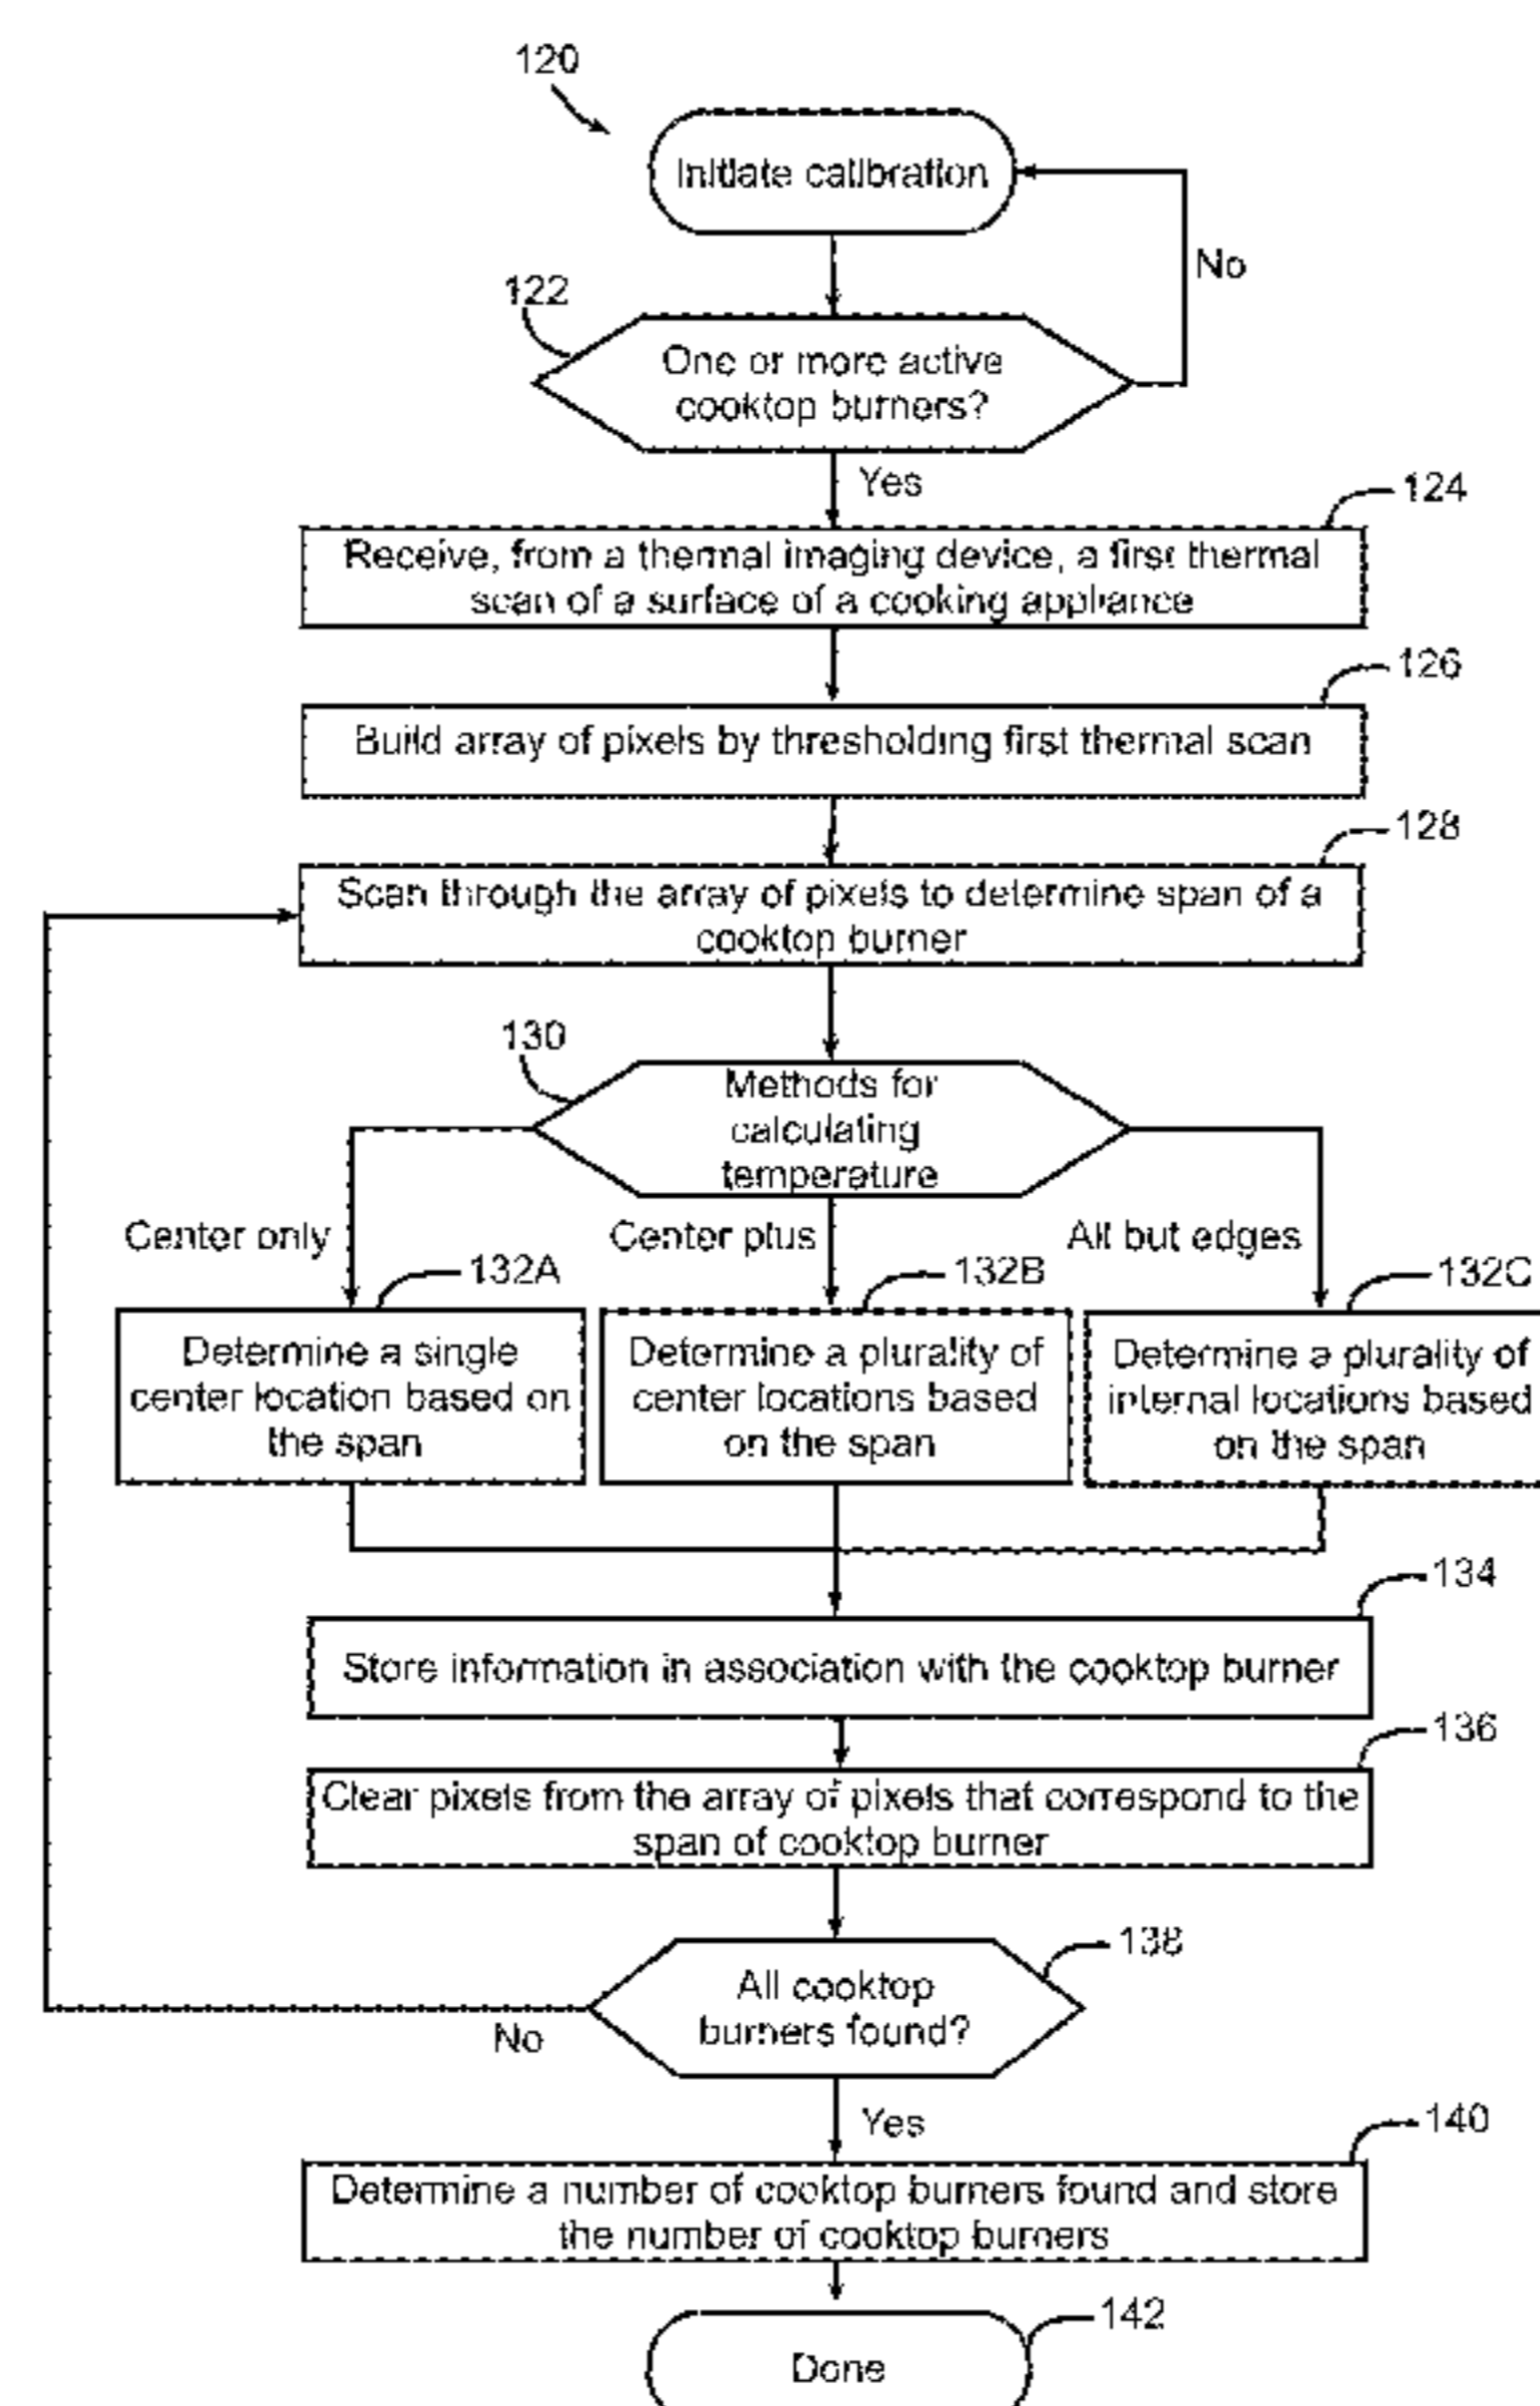 120
Initiate calibration
No
122
One or more active
cooktop burners?
Yes
124
Receive, from a thermal imaging device, a first thermal
scan of a surface of a cooking appliance
126
Build array of pixels by thresholding first thermal scan
128
Scan through the array of pixels to determine span of a
cooktop burner
130
Methods for
calculating
temperature
Center only
Center plus
All but edges
132A
132B
132C
Determine a single
center location based on
the span
Determine a plurality of
center locations based
on the span
Determine a plurality of
internal locations based
on the span
134
Store information in association with the cooktop burner
136
Clear pixels from the array of pixels that correspond to the
span of cooktop burner
138
All cooktop
burners found?
No
Yes
140
Determine a number of cooktop burners found and store
the number of cooktop burners
142
Done